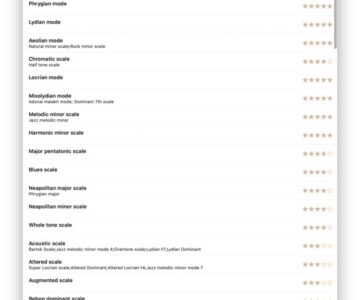 Phrygian mode
Lydian mode
Aeolian mode
Natural minor scale;Rock minor scale
Chromatic scale
Half tone scale
Locrian mode
Mixolydian mode
Adonai malakh mode; Dominant 7th scale
Melodic minor scale
Jazz melodic minor
Harmonic minor scale
Major pentatonic scale
Blues scale
Neapolitan major scale
Phrygian major
Neapolitan minor scale
Whole tone scale
Acoustic scale
Bartok Scale;Jazz melodic minor mode 4;Overtone scale;Lydian ♭7;Lydian Dominant
Altered scale
Super Locrian scale;Altered Dominant;Altered Locrian ♭6;Jazz melodic minor mode 7
Augmented scale
Bebop dominant scale